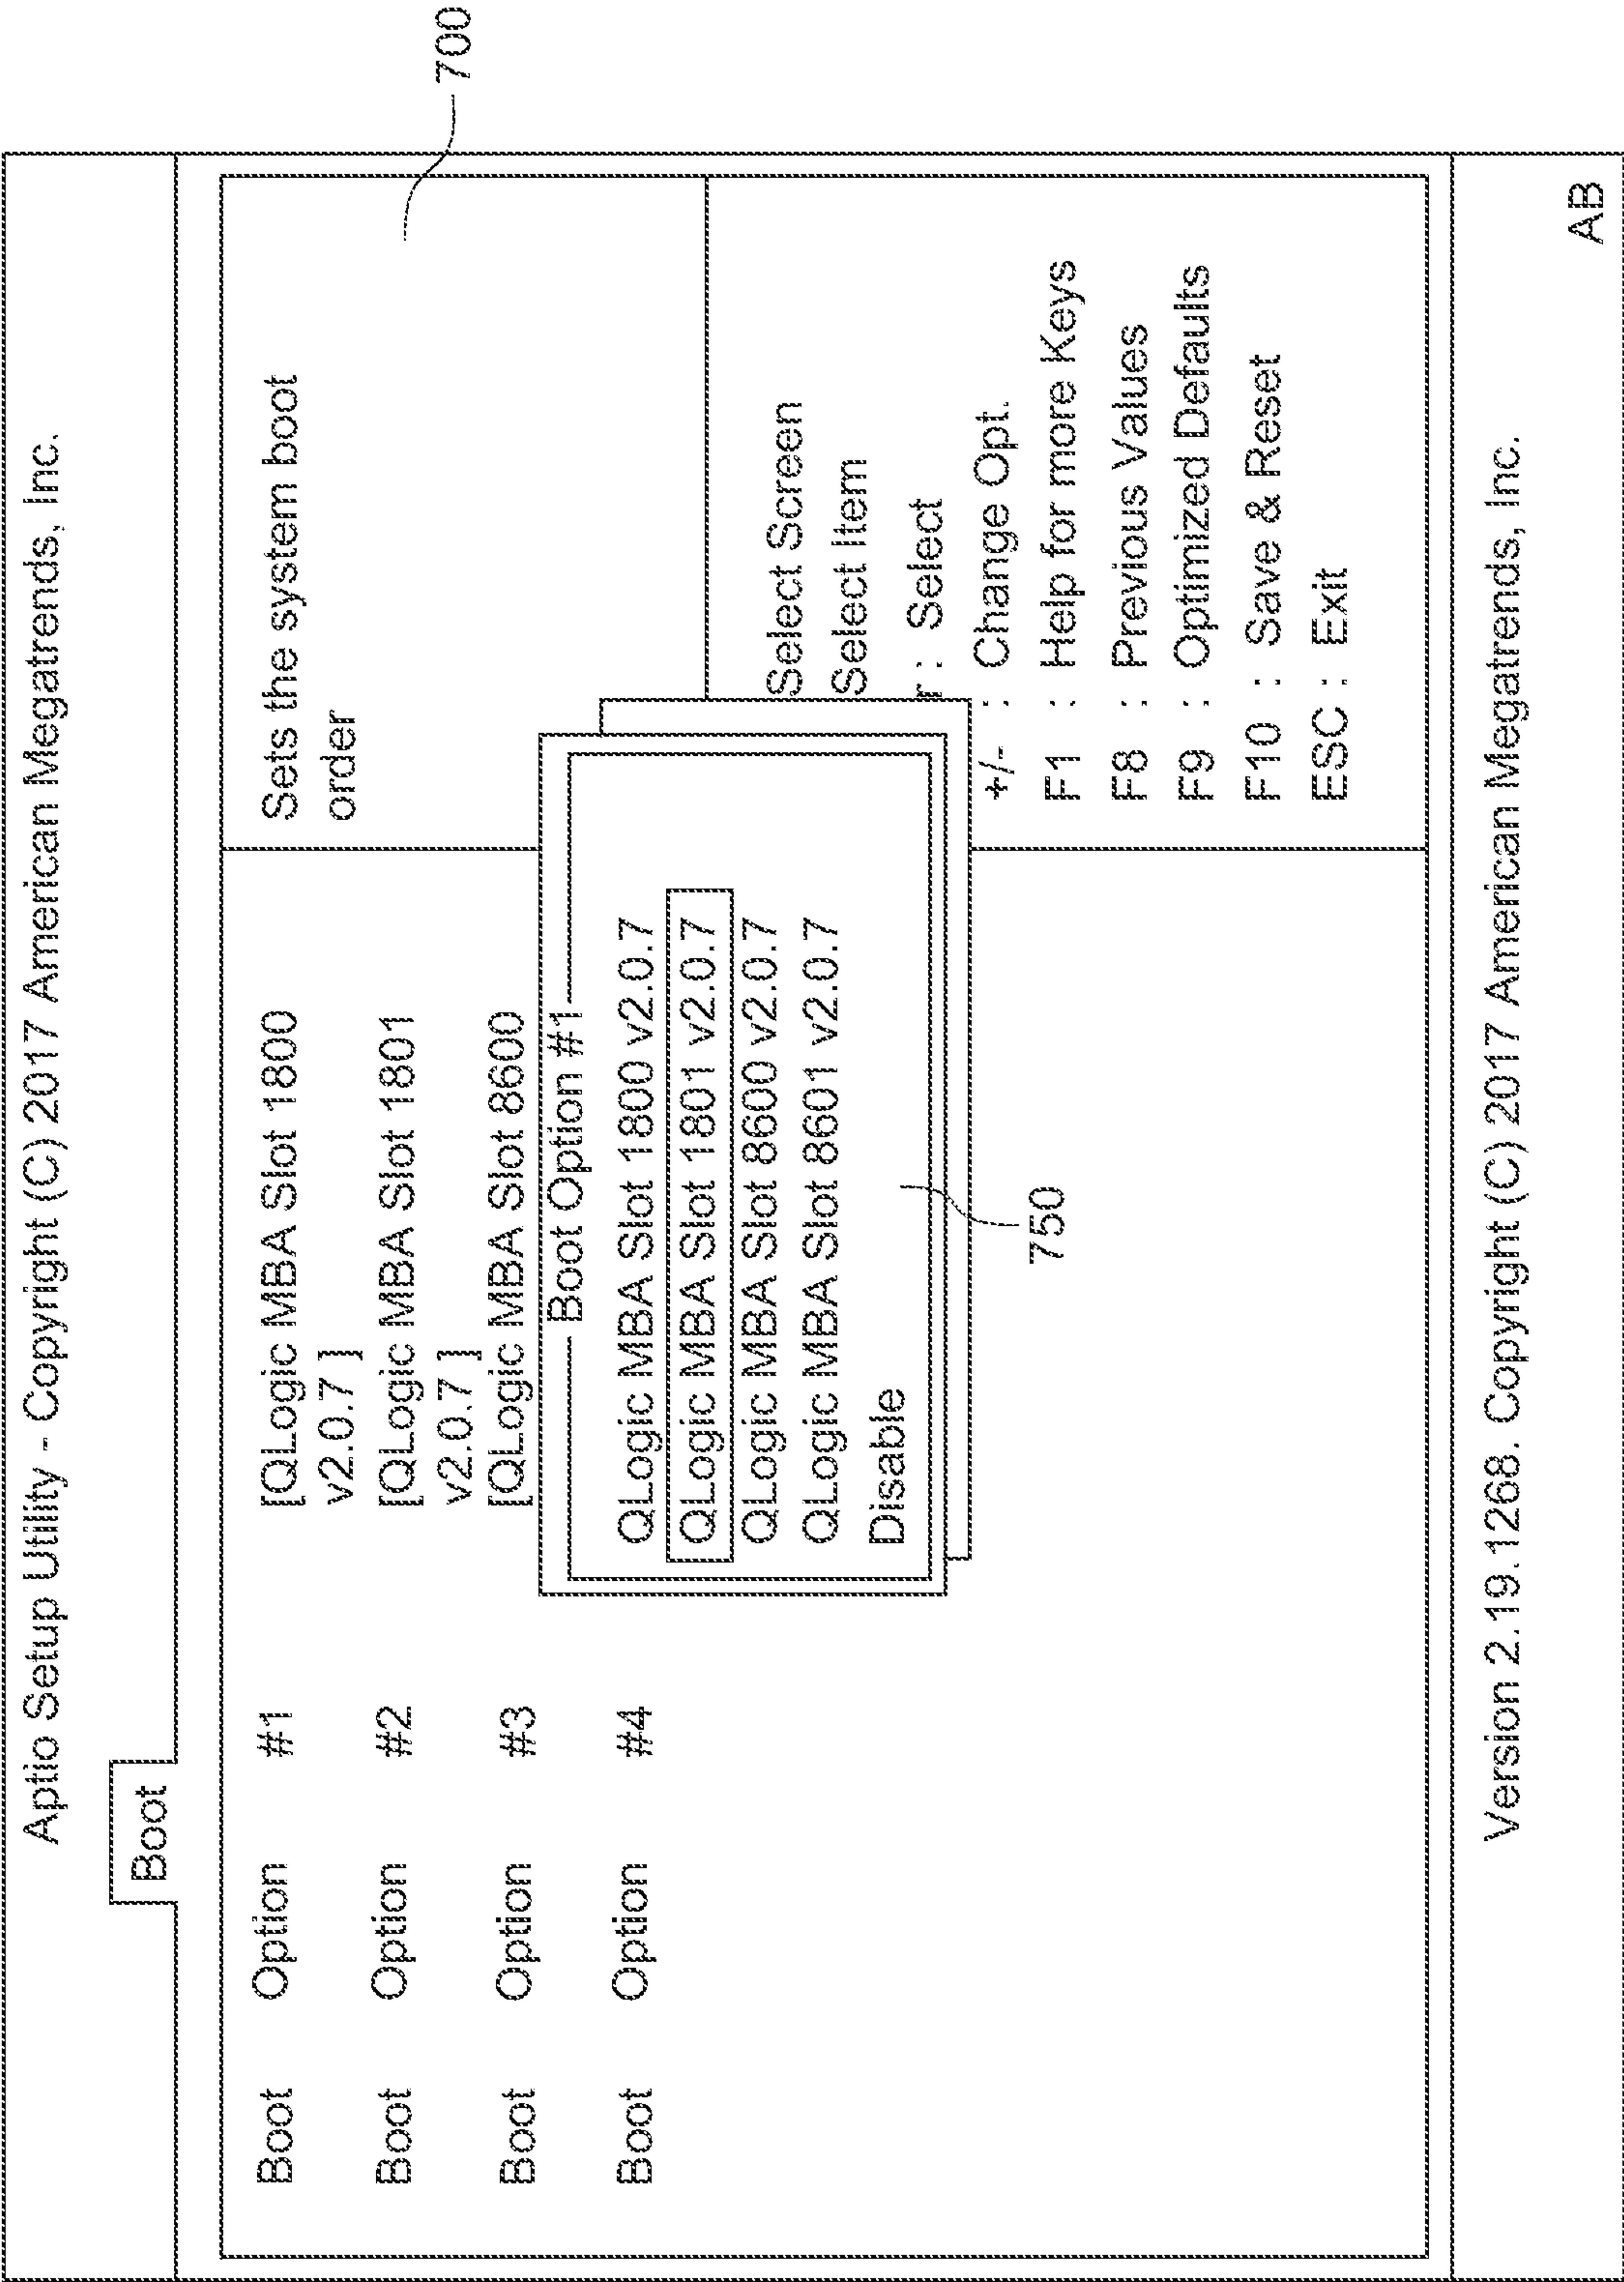 Aptio Setup Utility - Copyright (C) 2017 American Megatrends, Inc.
Boot
Boot Option #1 [QLogic MBA Slot 1800
v2.0.7 ]
Boot Option #2 [QLogic MBA Slot 1801
v2.0.7 ]
Boot Option #3 [QLogic MBA Slot 8600
Boot Option #4
Sets the system boot
order
700
Boot Option #1
QLogic MBA Slot 1800 v2.0.7
QLogic MBA Slot 1801 v2.0.7
QLogic MBA Slot 8600 v2.0.7
QLogic MBA Slot 8601 v2.0.7
Disable
750
Select Screen
Select Item
r : Select
+/- : Change Opt.
F1 : Help for more Keys
F8 : Previous Values
F9 : Optimized Defaults
F10 : Save & Reset
ESC : Exit
Version 2.19.1268. Copyright (C) 2017 American Megatrends, Inc.
AB